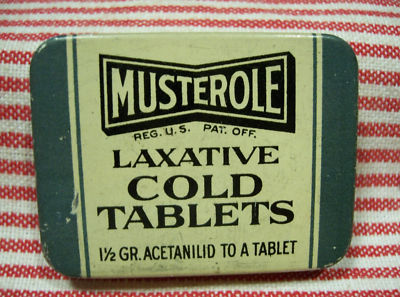 MUSTEROLE
REG. U.S. PAT. OFF.
LAXATIVE
COLD
TABLETS
1½ GR. ACETANILID TO A TABLET